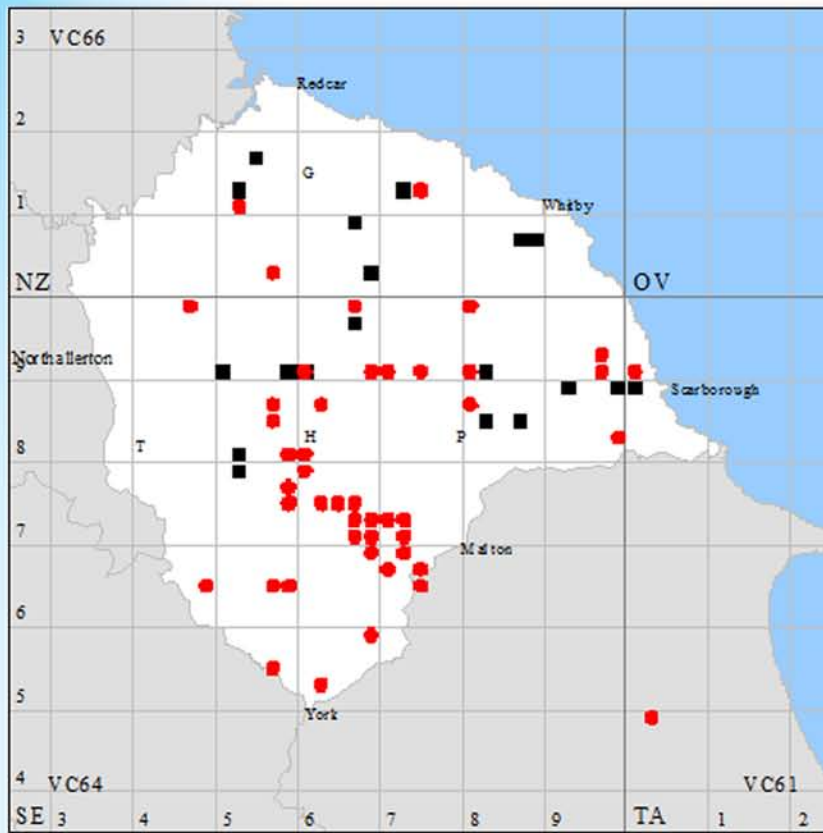 3 VC66
Redcar
2
G
1
Whitby
NZ OV
Northallerton
9
Scarborough
T H P
8
7
Malton
6
5
York
4 VC64 VC61
SE 3 4 5 6 7 8 9 TA 1 2